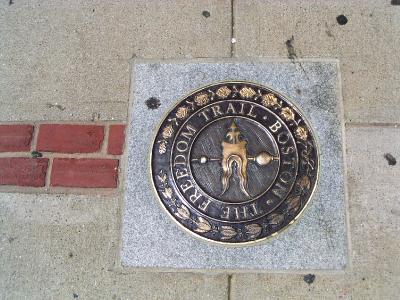 THE FREEDOM TRAIL · BOSTON ·